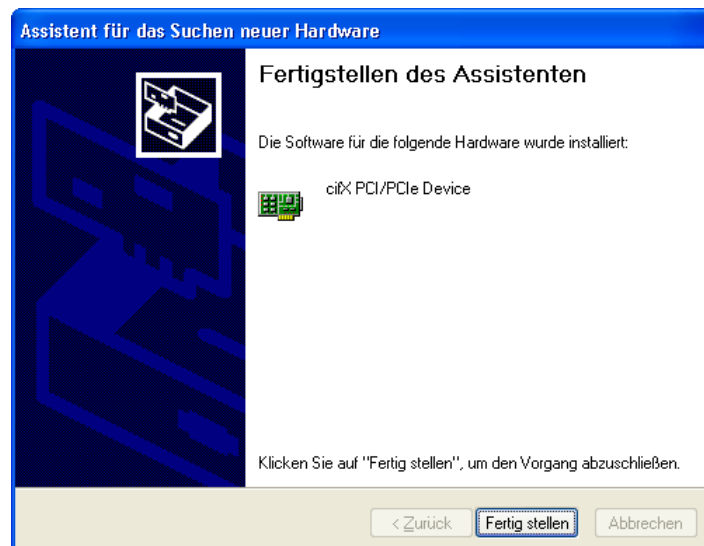 Assistent für das Suchen neuer Hardware
Fertigstellen des Assistenten
Die Software für die folgende Hardware wurde installiert:
cifX PCI/PCIe Device
Klicken Sie auf "Fertig stellen", um den Vorgang abzuschließen.
< Zurück Fertig stellen Abbrechen